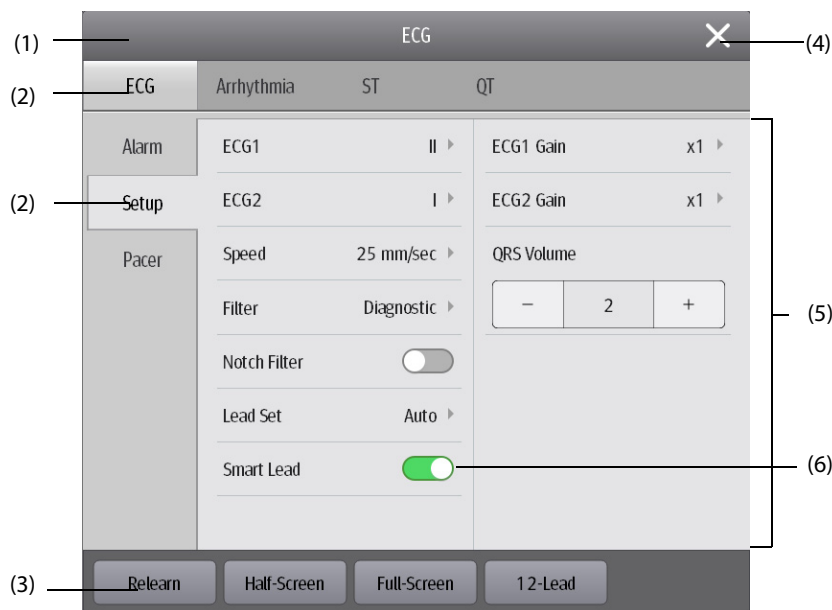 (1) ECG (4)
(2) ECG Arrhythmia ST QT
Alarm ECG1 II ECG1 Gain x1
(2) Setup ECG2 I ECG2 Gain x1
Pacer Speed 25 mm/sec QRS Volume
Filter Diagnostic − 2 + (5)
Notch Filter
Lead Set Auto
Smart Lead (6)
(3) Relearn Half-Screen Full-Screen 12-Lead